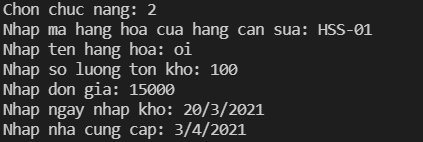 Chon chuc nang: 2
Nhap ma hang hoa cua hang can sua: HSS-01
Nhap ten hang hoa: oi
Nhap so luong ton kho: 100
Nhap don gia: 15000
Nhap ngay nhap kho: 20/3/2021
Nhap nha cung cap: 3/4/2021